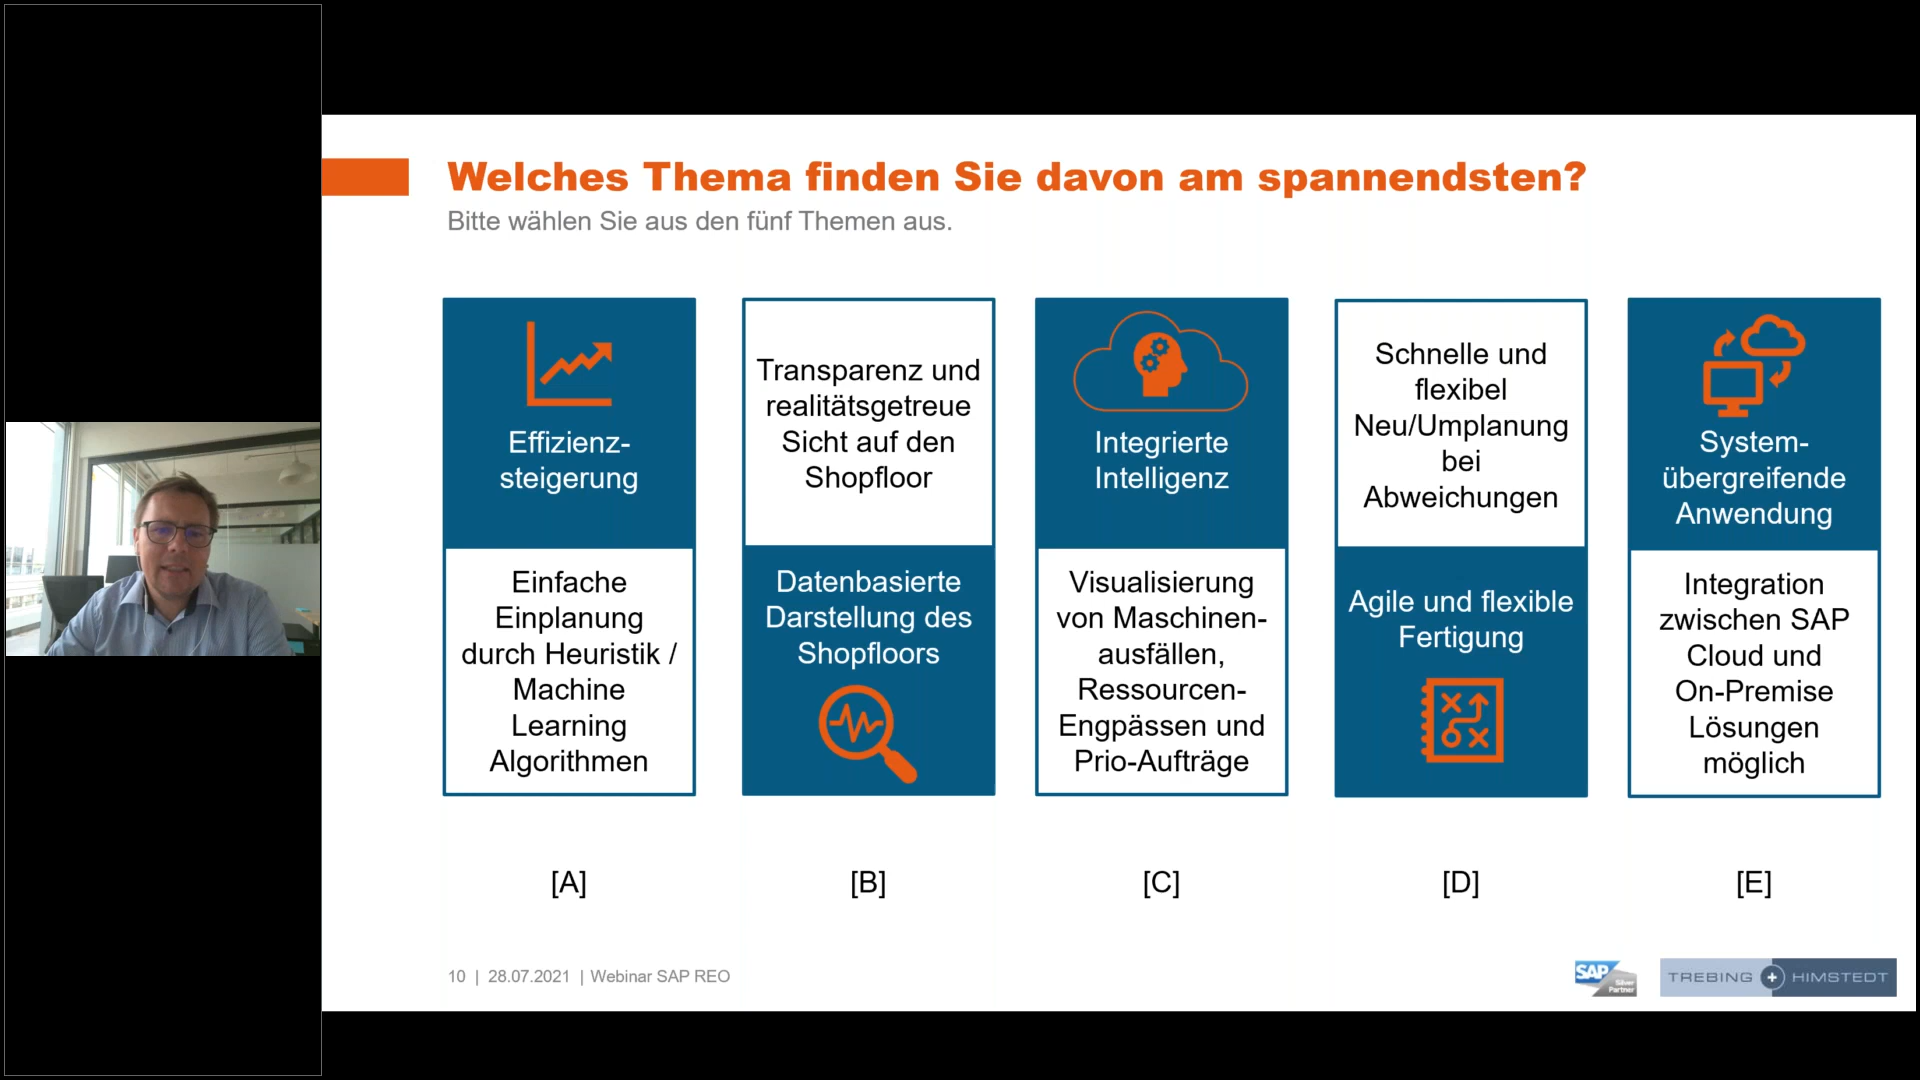 Welches Thema finden Sie davon am spannendsten?
Bitte wählen Sie aus den fünf Themen aus.
Effizienz-
steigerung
Einfache
Einplanung
durch Heuristik /
Machine
Learning
Algorithmen
[A]
Transparenz und
realitätsgetreue
Sicht auf den
Shopfloor
Datenbasierte
Darstellung des
Shopfloors
[B]
Integrierte
Intelligenz
Visualisierung
von Maschinen-
ausfällen,
Ressourcen-
Engpässen und
Prio-Aufträge
[C]
Schnelle und
flexibel
Neu/Umplanung
bei
Abweichungen
Agile und flexible
Fertigung
[D]
System-
übergreifende
Anwendung
Integration
zwischen SAP
Cloud und
On-Premise
Lösungen
möglich
[E]
10 | 28.07.2021 | Webinar SAP REO
SAP
Silver
Partner
TREBING + HIMSTEDT